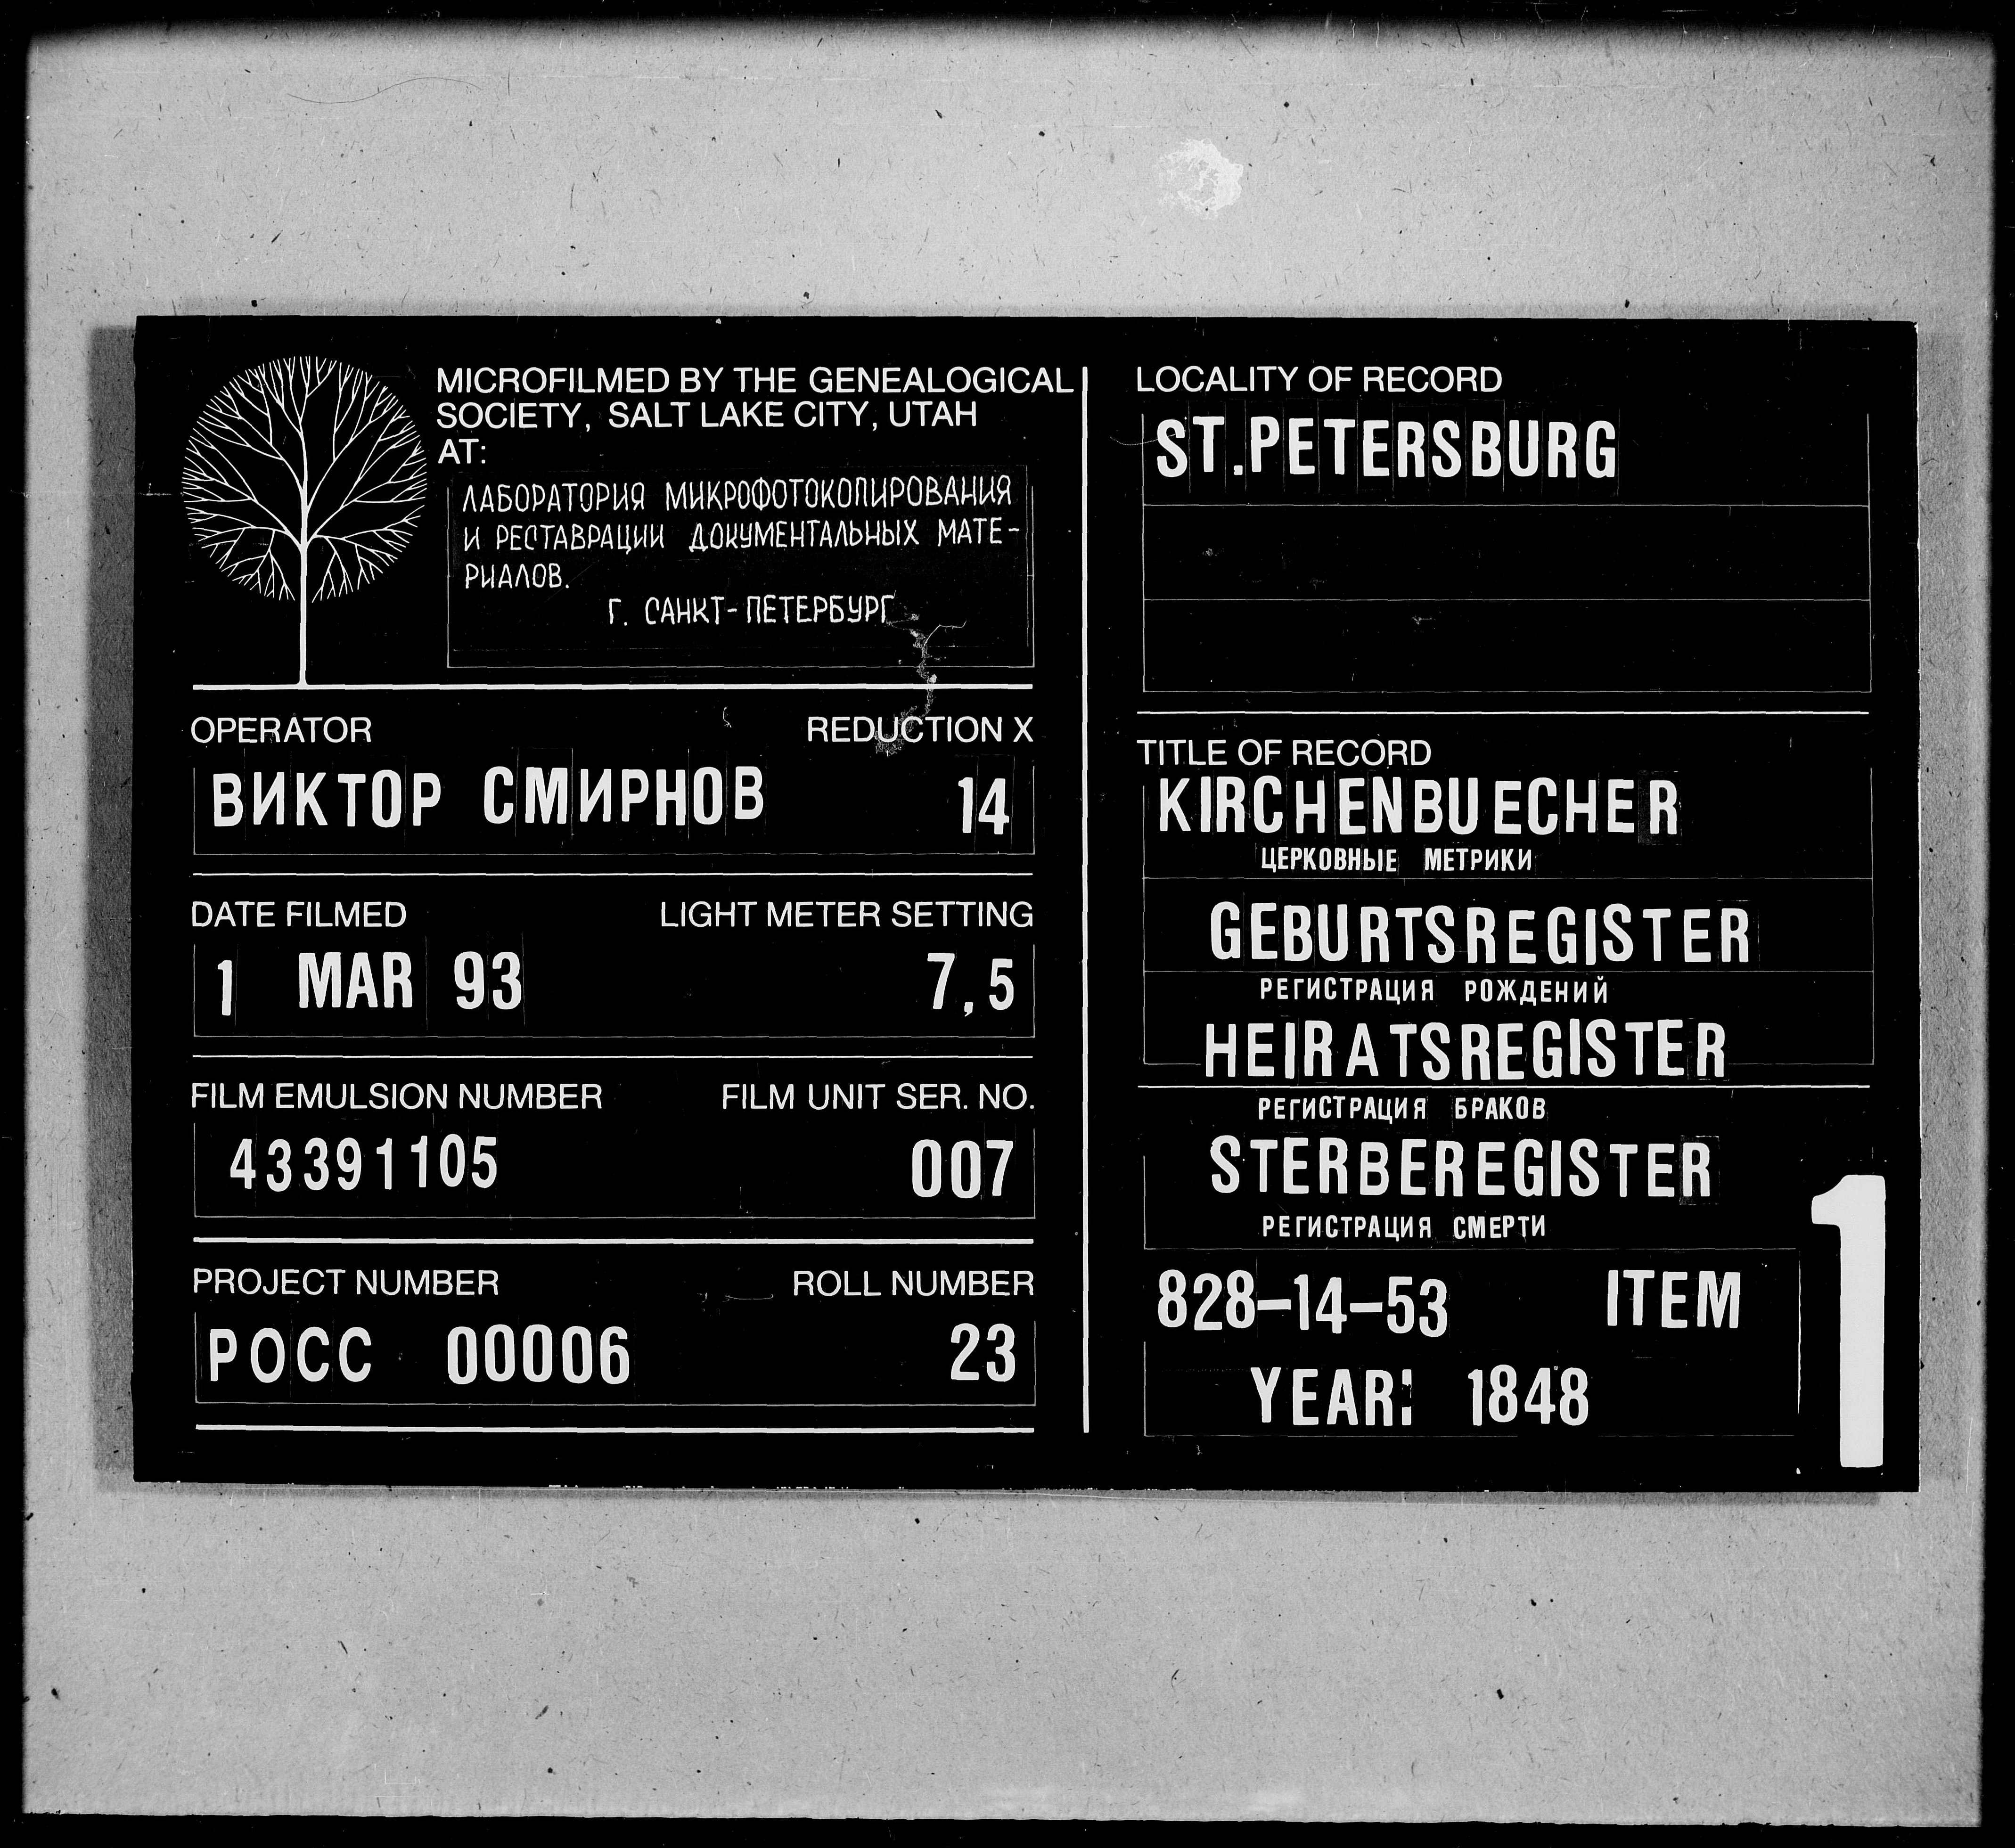 MICROFILMED BY THE GENEALOGICAL
SOCIETY, SALT LAKE CITY, UTAH
AT:
ЛАБОРАТОРИЯ МИКРОФОТОКОПИРОВАНИЯ
И РЕСТАВРАЦИИ ДОКУМЕНТАЛЬНЫХ МАТЕ-
РИАЛОВ.
Г. САНКТ-ПЕТЕРБУРГ
OPERATOR REDUCTION X
ВИКТОР СМИРНОВ 14
DATE FILMED LIGHT METER SETTING
1 MAR 93 7,5
FILM EMULSION NUMBER FILM UNIT SER. NO.
43391105 007
PROJECT NUMBER ROLL NUMBER
РОСС 00006 23
LOCALITY OF RECORD
ST.PETERSBURG
TITLE OF RECORD
KIRCHENBUECHER
ЦЕРКОВНЫЕ МЕТРИКИ
GEBURTSREGISTER
РЕГИСТРАЦИЯ РОЖДЕНИЙ
HEIRATSREGISTER
РЕГИСТРАЦИЯ БРАКОВ
STERBEREGISTER
РЕГИСТРАЦИЯ СМЕРТИ
828-14-53 ITEM 1
YEAR: 1848